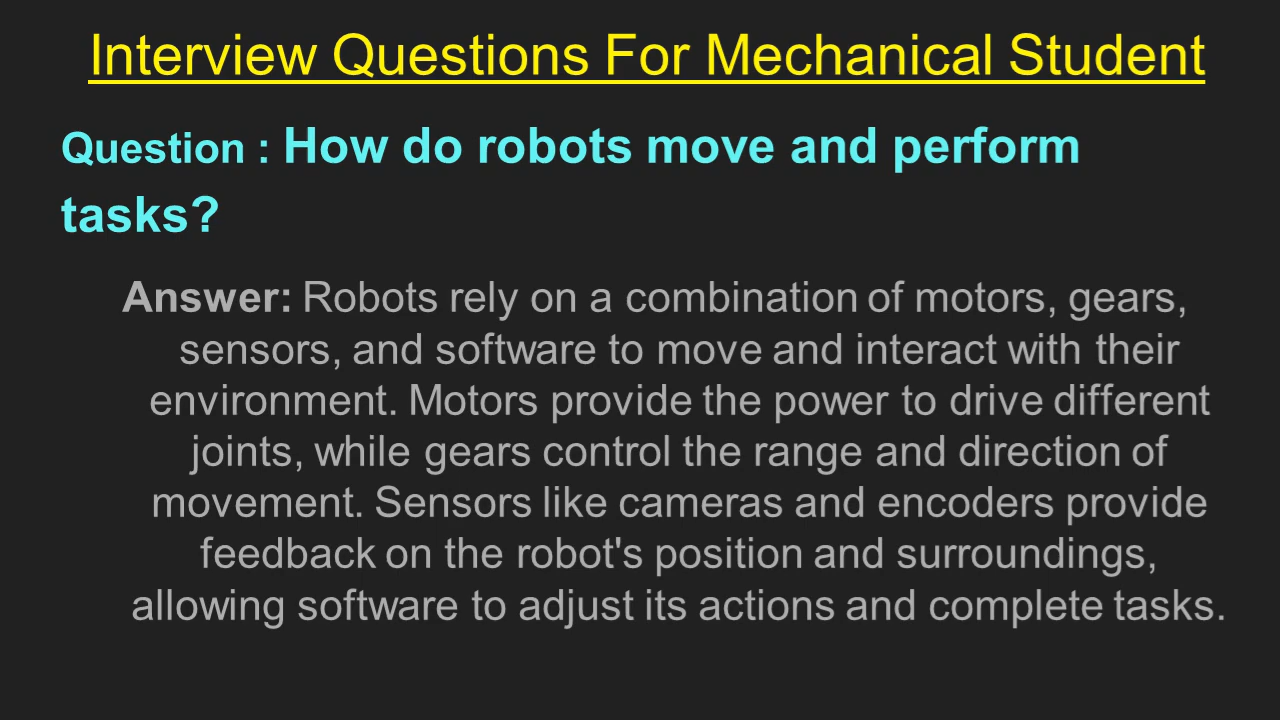 Interview Questions For Mechanical Student
Question : How do robots move and perform
tasks?
Answer: Robots rely on a combination of motors, gears,
sensors, and software to move and interact with their
environment. Motors provide the power to drive different
joints, while gears control the range and direction of
movement. Sensors like cameras and encoders provide
feedback on the robot's position and surroundings,
allowing software to adjust its actions and complete tasks.